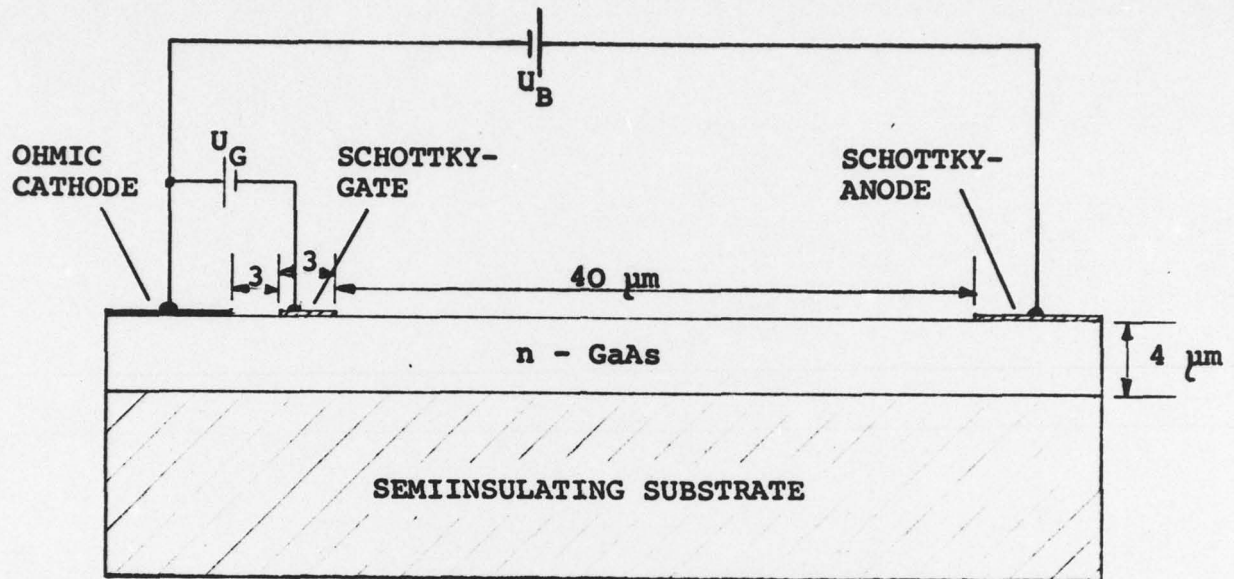 U_B
U_G
OHMIC
CATHODE
SCHOTTKY-
GATE
SCHOTTKY-
ANODE
3
3
40 µm
n - GaAs
4 µm
SEMIINSULATING SUBSTRATE